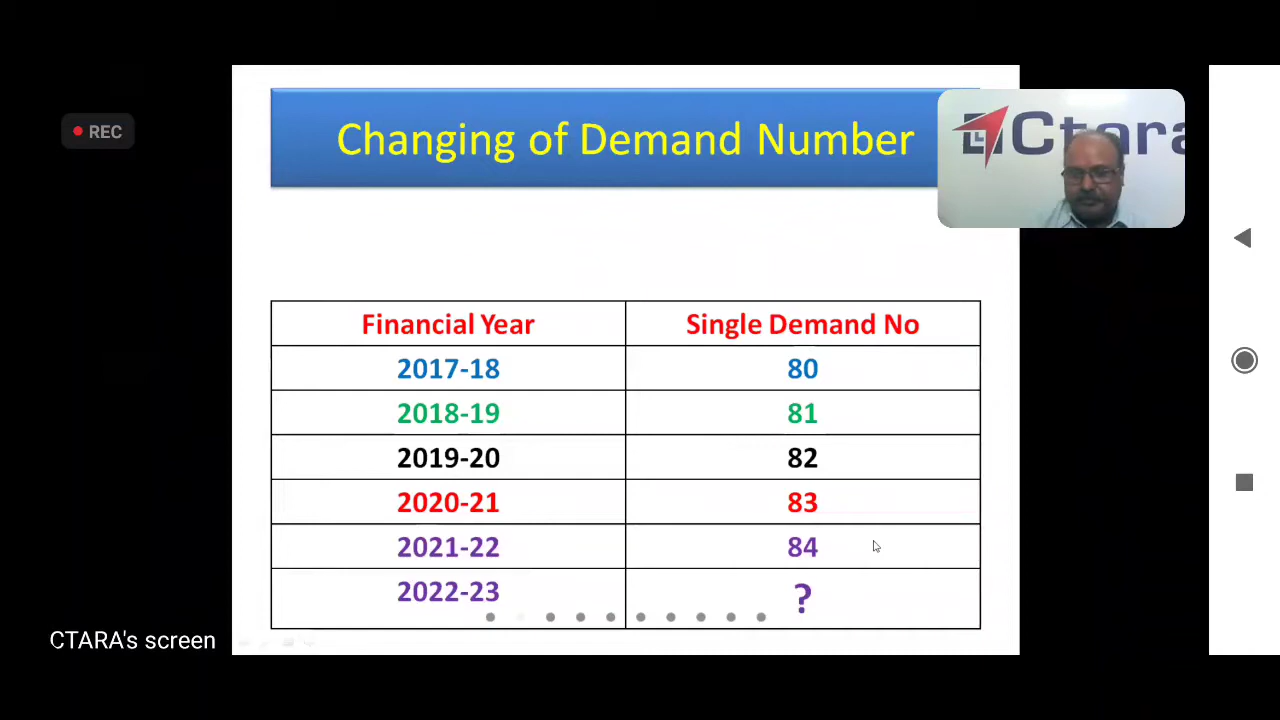 REC
Changing of Demand Number
Ctara
Financial Year Single Demand No
2017-18 80
2018-19 81
2019-20 82
2020-21 83
2021-22 84
2022-23 ?
CTARA's screen